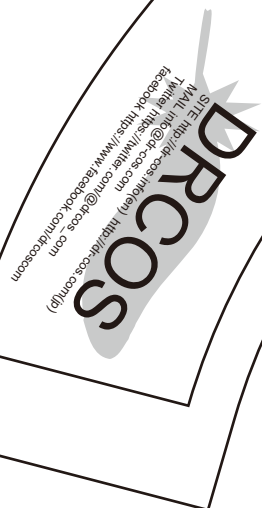 DRCOS
SITE http://dr-cos.info(en) http://dr-cos.com(jp)
MAIL info@dr-cos.com
Twitter https://twitter.com/@drcos_com
facebook https://www.facebook.com/drcoscom